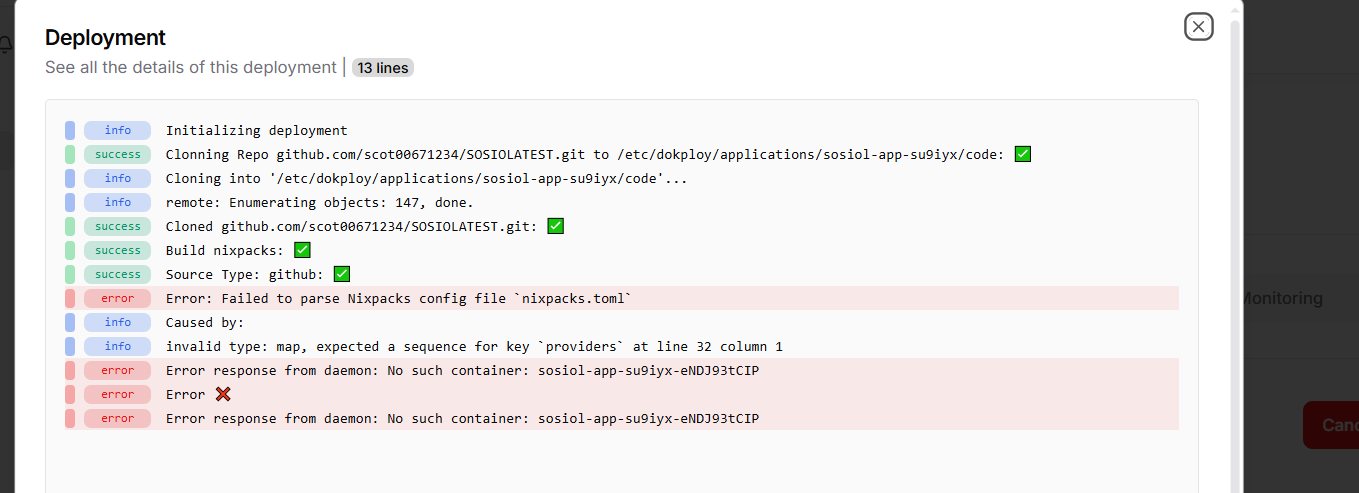 Deployment
See all the details of this deployment | 13 lines
info Initializing deployment
success Clonning Repo github.com/scot00671234/SOSIOLATEST.git to /etc/dokploy/applications/sosiol-app-su9iyx/code: ✅
info Cloning into '/etc/dokploy/applications/sosiol-app-su9iyx/code'...
info remote: Enumerating objects: 147, done.
success Cloned github.com/scot00671234/SOSIOLATEST.git: ✅
success Build nixpacks: ✅
success Source Type: github: ✅
error Error: Failed to parse Nixpacks config file `nixpacks.toml`
Monitoring
info Caused by:
info invalid type: map, expected a sequence for key `providers` at line 32 column 1
error Error response from daemon: No such container: sosiol-app-su9iyx-eNDJ93tCIP
error Error ❌
error Error response from daemon: No such container: sosiol-app-su9iyx-eNDJ93tCIP
Canc